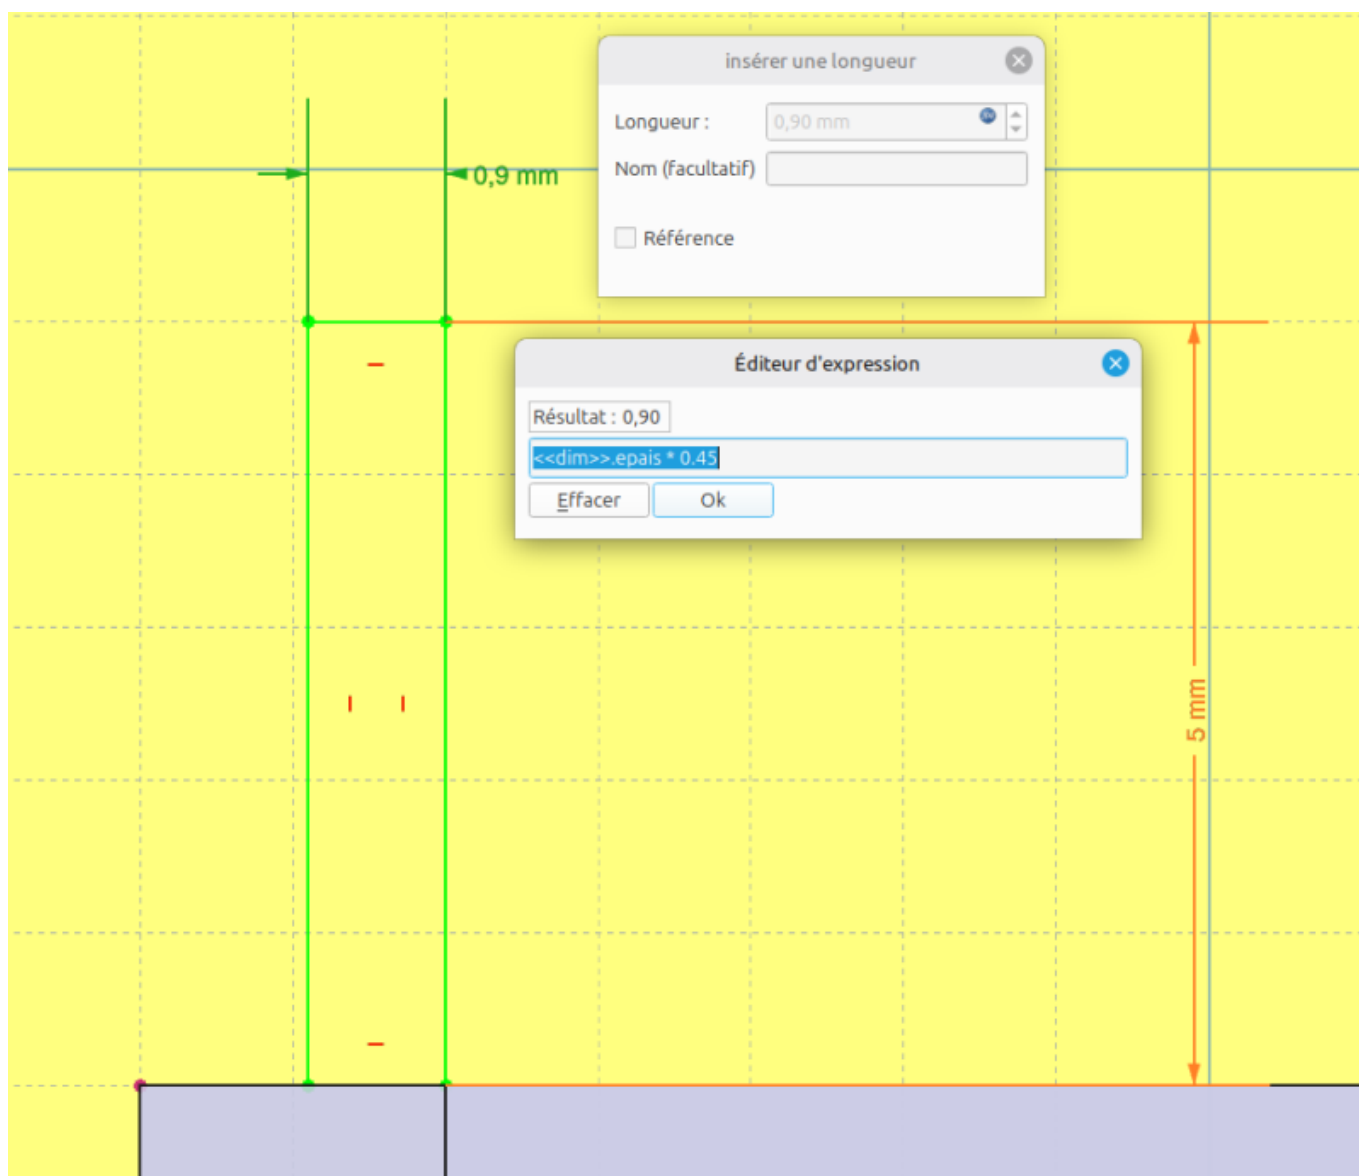 insérer une longueur
Longueur : 0,90 mm
Nom (facultatif)
Référence
0,9 mm
Éditeur d'expression
Résultat : 0,90
<<dim>>.epais * 0.45
Effacer Ok
5 mm